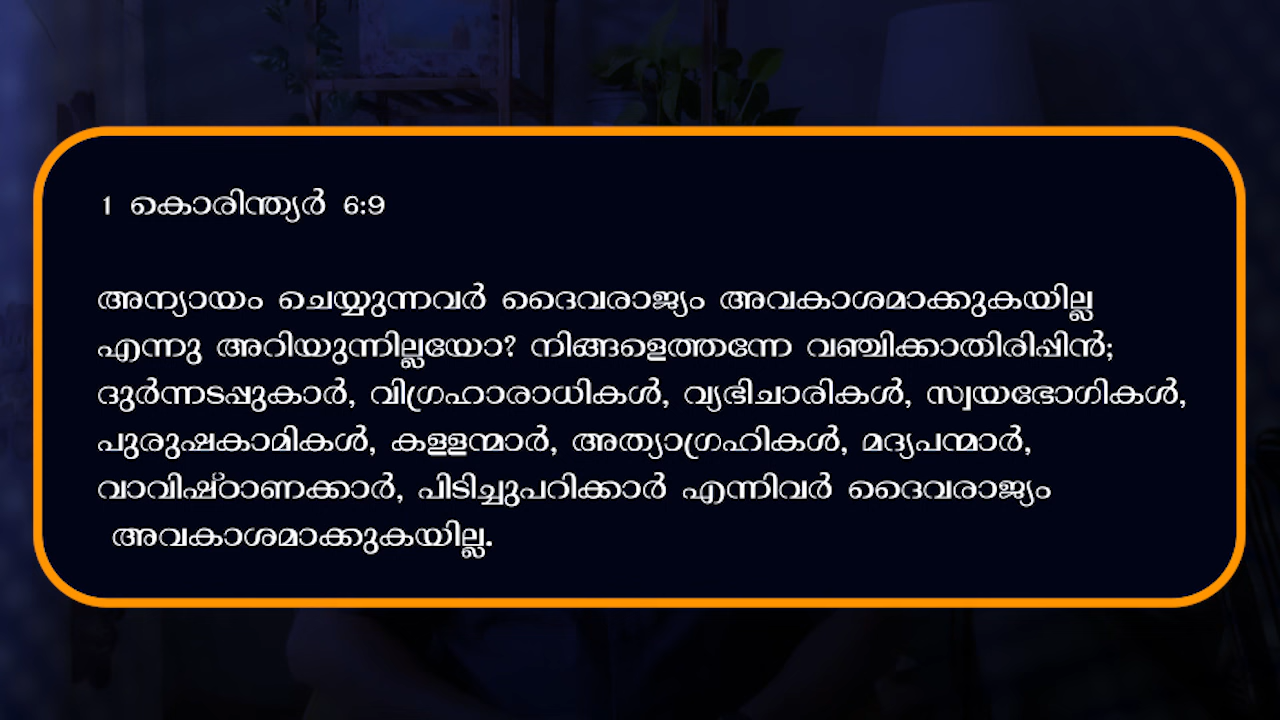 1 കൊരിന്ത്യർ 6:9
അന്യായം ചെയ്യുന്നവർ ദൈവരാജ്യം അവകാശമാക്കുകയില്ല
എന്നു അറിയുന്നില്ലയോ? നിങ്ങളെത്തന്നേ വഞ്ചിക്കാതിരിപ്പിൻ;
ദുർന്നടപ്പുകാർ, വിഗ്രഹാരാധികൾ, വ്യഭിചാരികൾ, സ്വയഭോഗികൾ,
പുരുഷകാമികൾ, കള്ളന്മാർ, അത്യാഗ്രഹികൾ, മദ്യപന്മാർ,
വാവിഷ്ഠാണക്കാർ, പിടിച്ചുപറിക്കാർ എന്നിവർ ദൈവരാജ്യം
അവകാശമാക്കുകയില്ല.